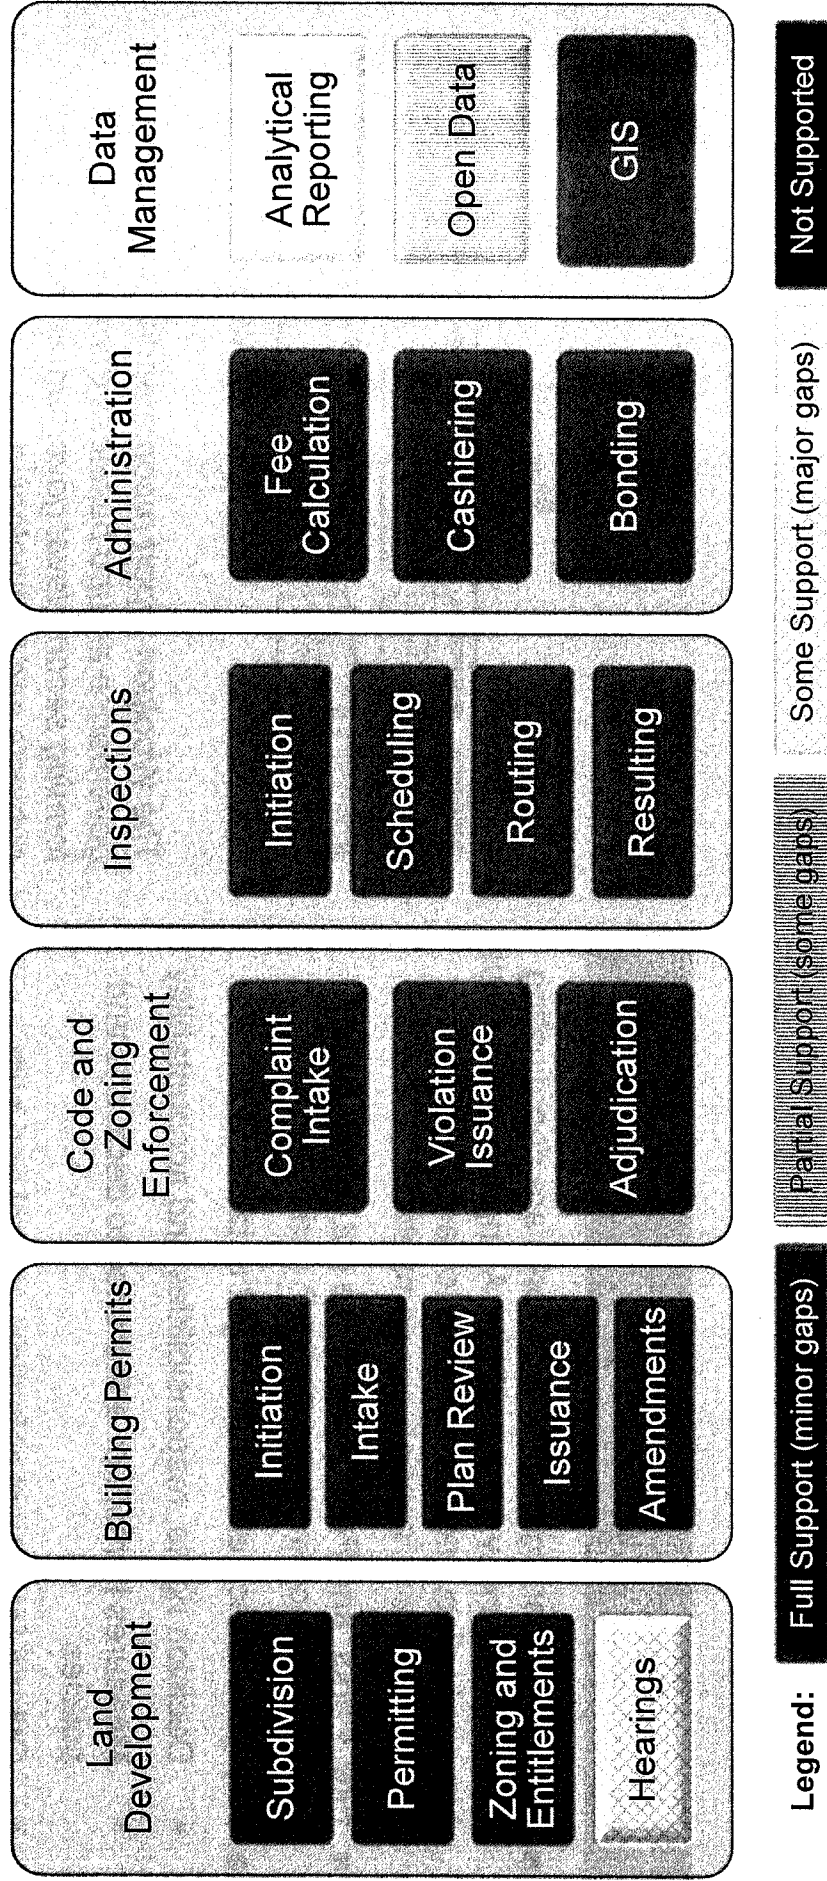 Land
Development
Subdivision
Permitting
Zoning and
Entitlements
Hearings
Building Permits
Initiation
Intake
Plan Review
Issuance
Amendments
Code and
Zoning
Enforcement
Complaint
Intake
Violation
Issuance
Adjudication
Inspections
Initiation
Scheduling
Routing
Resulting
Administration
Fee
Calculation
Cashiering
Bonding
Data
Management
Analytical
Reporting
Open Data
GIS
Legend:
Full Support (minor gaps)
Partial Support (some gaps)
Some Support (major gaps)
Not Supported